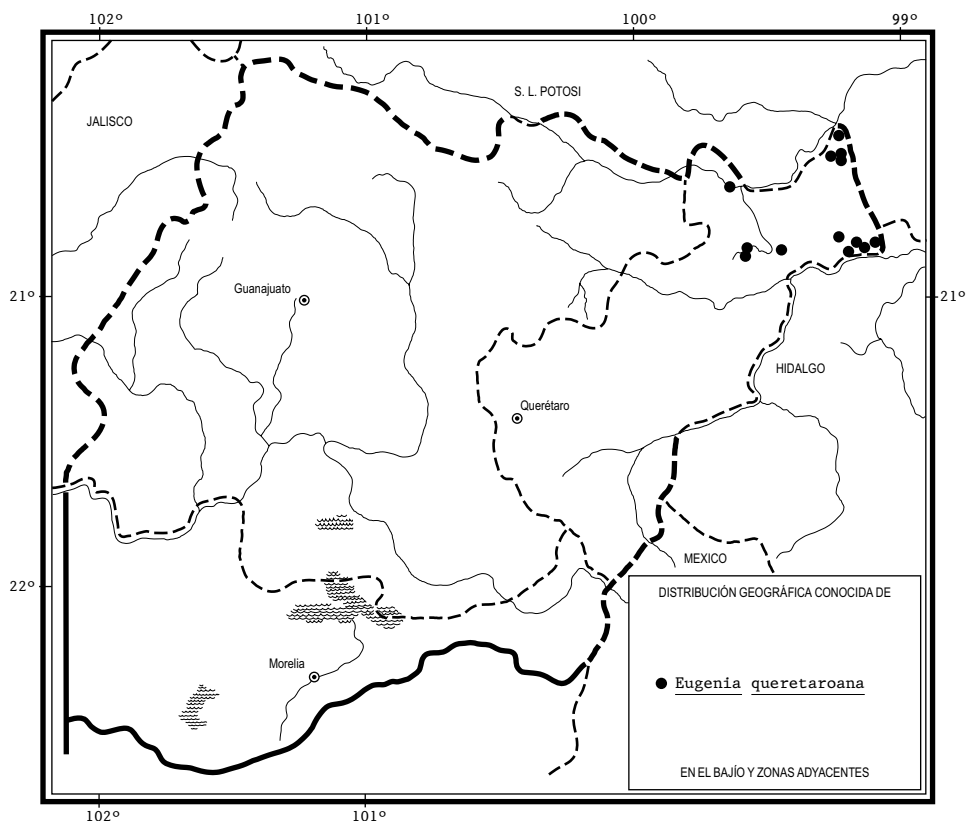 102º 101º 100º 99º
S. L. POTOSI
JALISCO
Guanajuato
21º 21º
HIDALGO
Querétaro
MEXICO
22º
DISTRIBUCIÓN GEOGRÁFICA CONOCIDA DE
Morelia
Eugenia queretaroana
EN EL BAJÍO Y ZONAS ADYACENTES
102º 101º